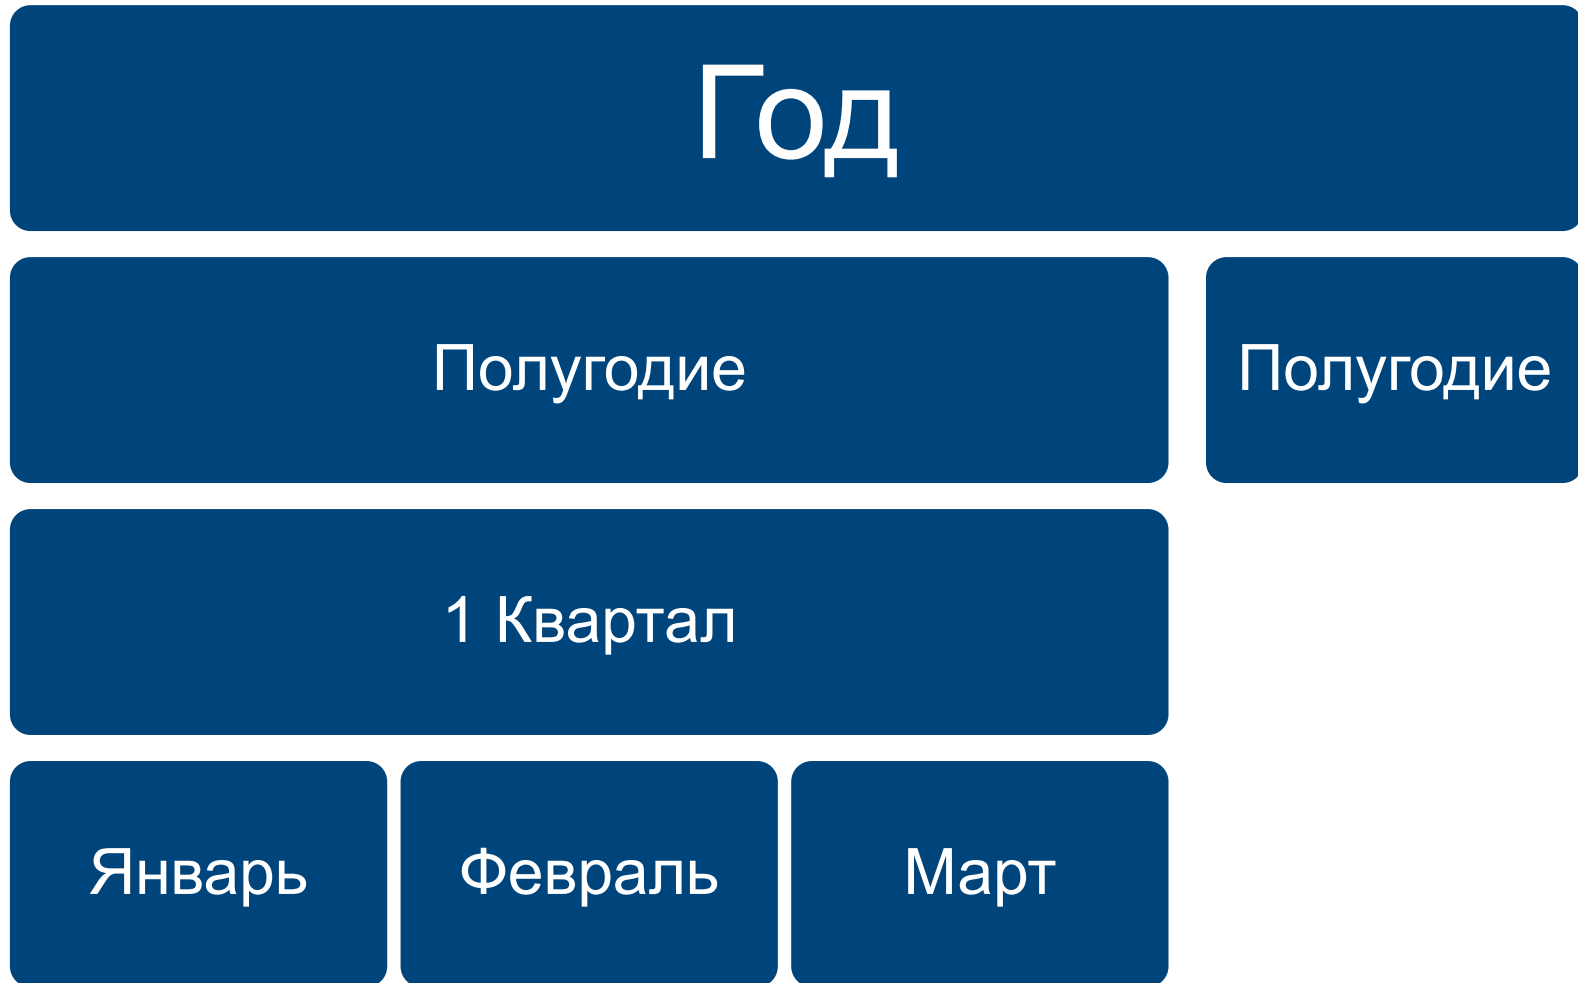 Год
Полугодие
Полугодие
1 Квартал
Январь
Февраль
Март